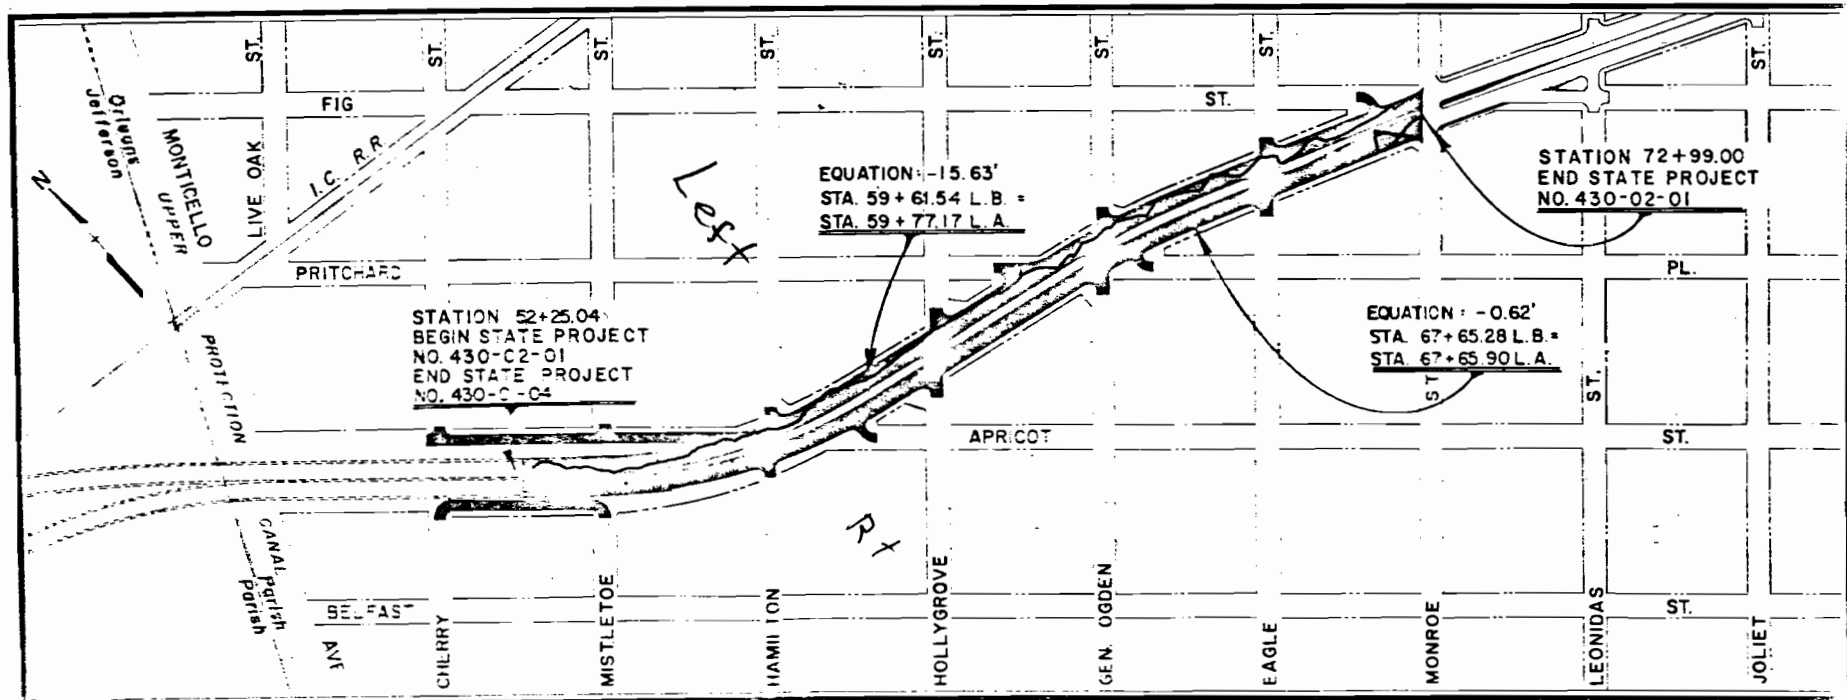 ST.
ST.
ST.
ST.
ST.
ST.
ST.
ST.
FIG
ST.
Orleans
Jefferson
MONTICELLO
UPPER
LIVE OAK
I.C. R.R.
N
Left
EQUATION: -15.63'
STA. 59+61.54 L.B. =
STA. 59+77.17 L.A.
STATION 72+99.00
END STATE PROJECT
NO. 430-02-01
PRITCHARD
PL.
STATION 52+25.04
BEGIN STATE PROJECT
NO. 430-02-01
END STATE PROJECT
EQUATION: -0.62'
STA. 67+65.28 L.B.=
STA. 67+65.90 L.A.
PROTECTION
ST.
ST.
APRICOT
ST.
Rt
CANAL
Parish
Parish
BELFAST
ST.
AVE
CHERRY
MISTLETOE
HAMILTON
HOLLYGROVE
GEN. OGDEN
EAGLE
MONROE
LEONIDAS
JOLIET